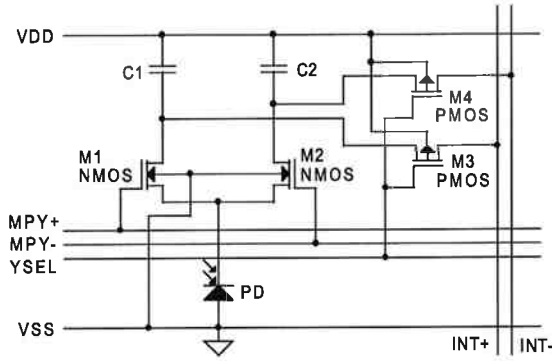 VDD
C1
C2
M4
PMOS
M1
NMOS
M2
NMOS
M3
PMOS
MPY+
MPY-
YSEL
PD
VSS
INT+
INT-